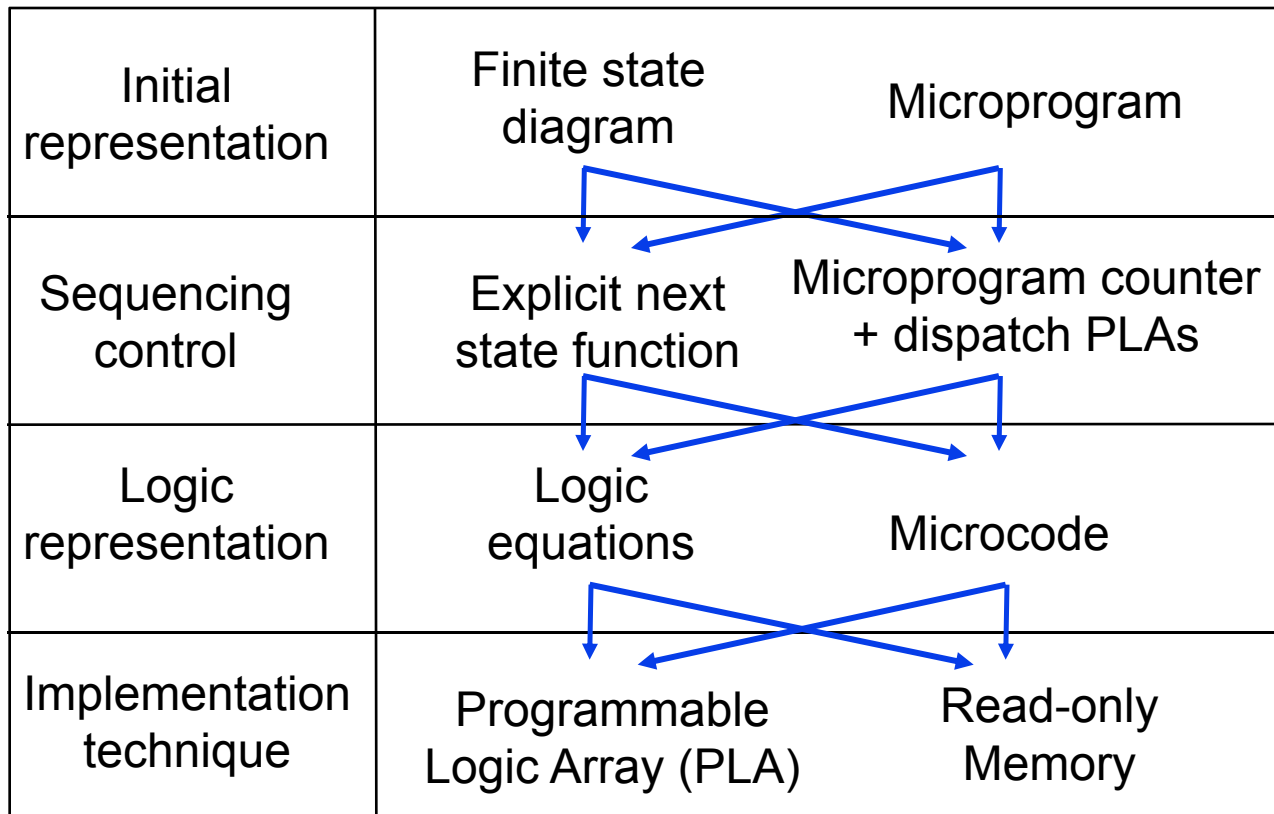 Initial
representation
Finite state
diagram
Microprogram
Sequencing
control
Explicit next
state function
Microprogram counter
+ dispatch PLAs
Logic
representation
Logic
equations
Microcode
Implementation
technique
Programmable
Logic Array (PLA)
Read-only
Memory